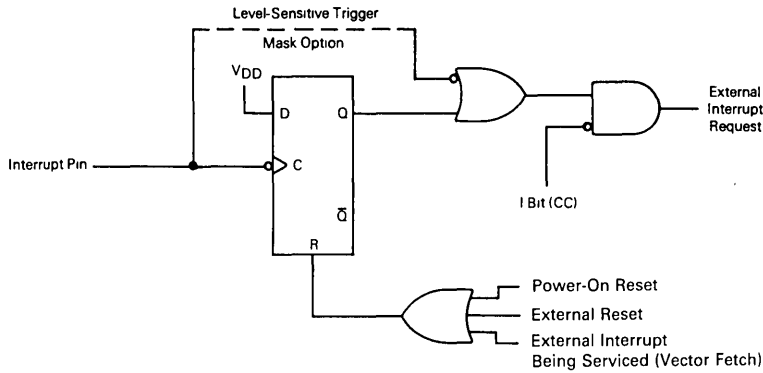 Level-Sensitive Trigger
Mask Option
VDD
D
Q
C
Q̅
R
Interrupt Pin
External
Interrupt
Request
I Bit (CC)
Power-On Reset
External Reset
External Interrupt
Being Serviced (Vector Fetch)